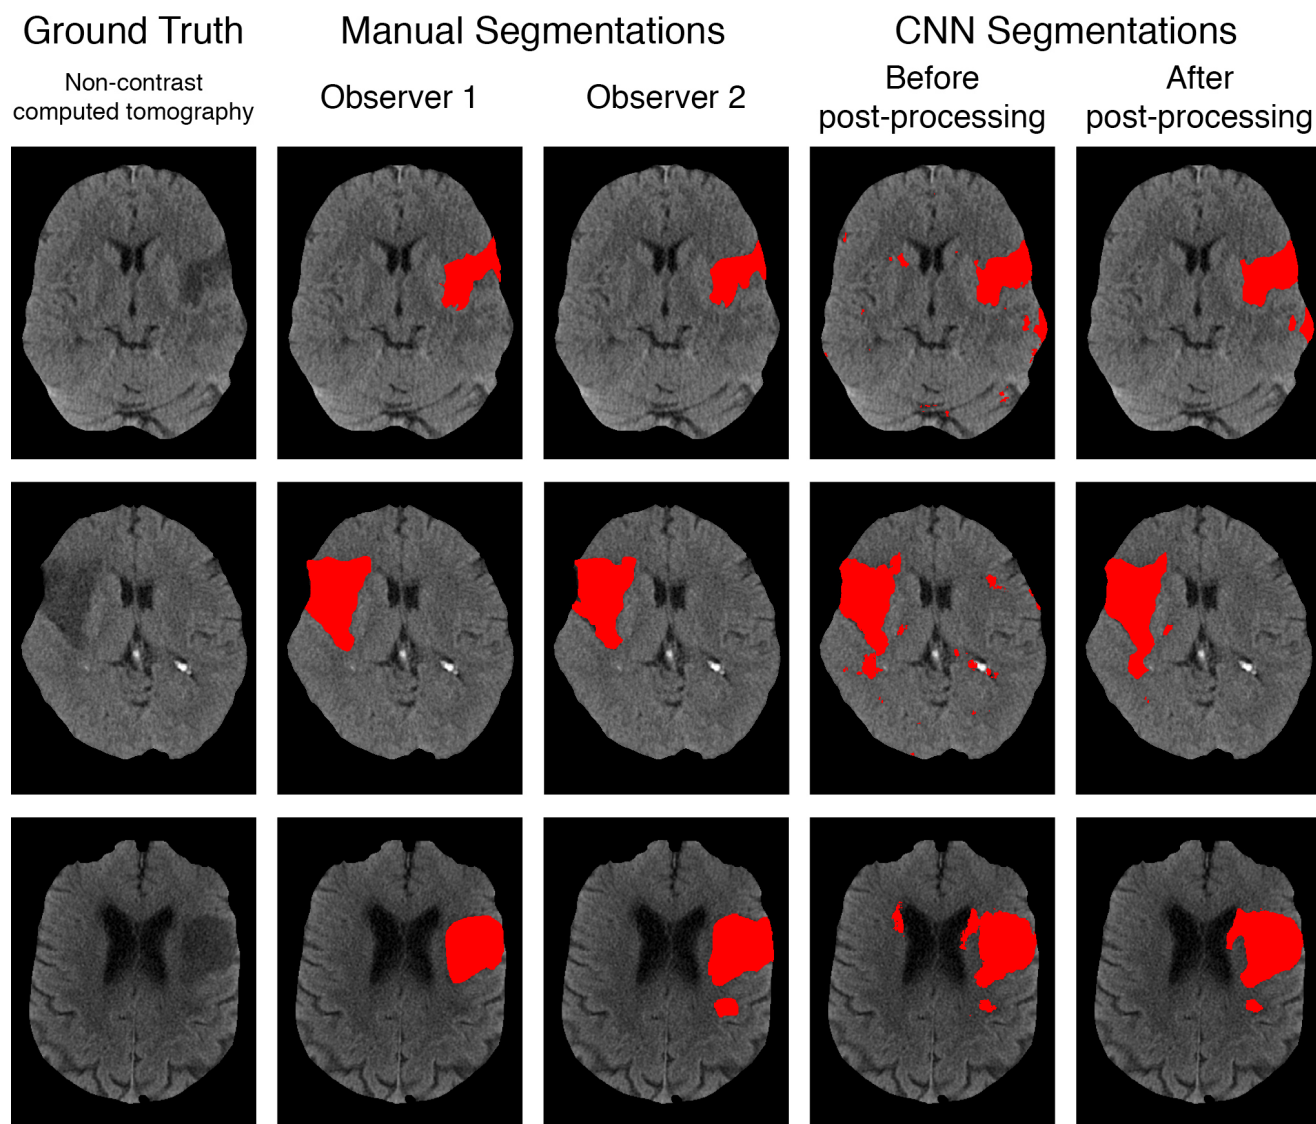 Ground Truth
Manual Segmentations
CNN Segmentations
Non-contrast
computed tomography
Observer 1
Observer 2
Before
post-processing
After
post-processing